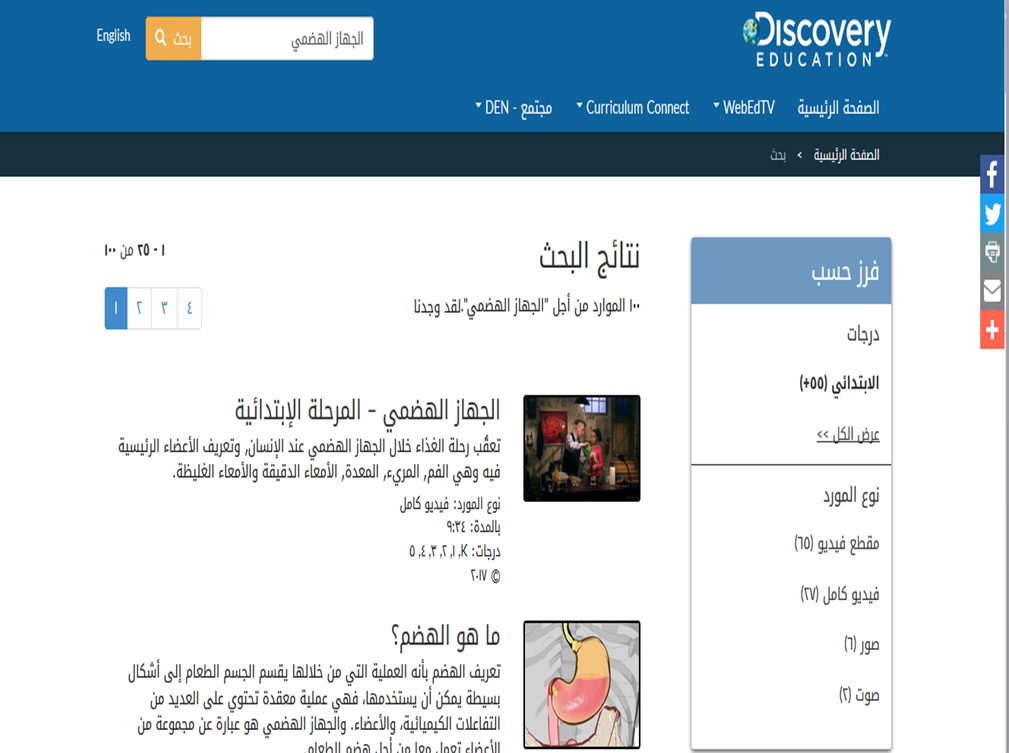 DISCOVERY
EDUCATION
الجهاز الهضمي
بحث
English
الصفحة الرئيسية
WebEdTV
Curriculum Connect
مجتمع - DEN
الصفحة الرئيسية > بحث
فرز حسب
درجات
الابتدائي (٥٥+)
عرض الكل >>
نوع المورد
مقطع فيديو (٦٥)
فيديو كامل (٢٧)
صور (٦)
صوت (٢)
نتائج البحث
١٠٠ الموارد من أجل "الجهاز الهضمي".لقد وجدنا
١ - ٢٥ من ١٠٠
١ ٢ ٣ ٤
الجهاز الهضمي - المرحلة الإبتدائية
تعقّب رحلة الغذاء خلال الجهاز الهضمي عند الإنسان, وتعريف الأعضاء الرئيسية
فيه وهي الفم, المريء, المعدة, الأمعاء الدقيقة والأمعاء الغليظة.
نوع المورد: فيديو كامل
بالمدة: ٩:٣٤
درجات: K, ١, ٢, ٣, ٤, ٥
© ٢٠١٧
ما هو الهضم؟
تعريف الهضم بأنه العملية التي من خلالها يقسم الجسم الطعام إلى أشكال
بسيطة يمكن أن يستخدمها، فهي عملية معقدة تحتوي على العديد من
التفاعلات الكيميائية، والأعضاء. والجهاز الهضمي هو عبارة عن مجموعة من
الأعضاء تعمل معا من أجل هضم الطعام.